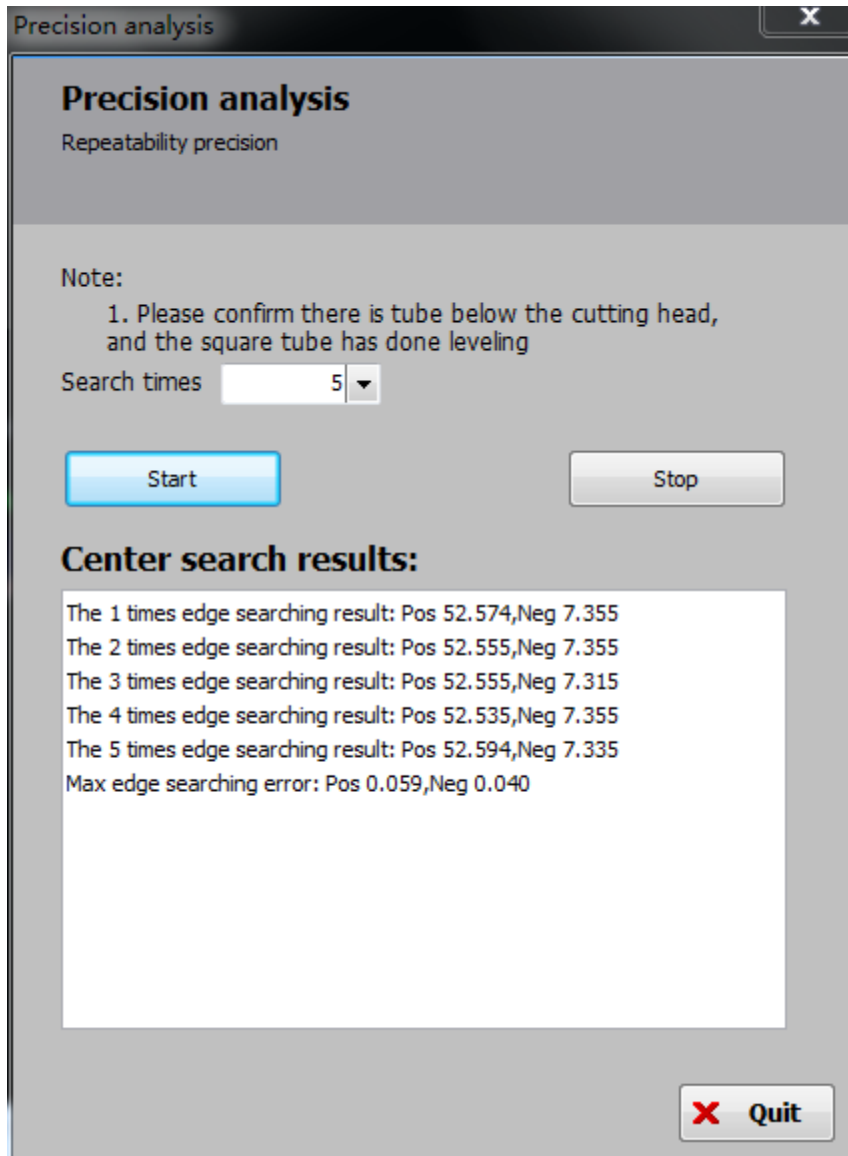 Precision analysis
Precision analysis
Repeatability precision
Note:
1. Please confirm there is tube below the cutting head,
and the square tube has done leveling
Search times 5
Start Stop
Center search results:
The 1 times edge searching result: Pos 52.574,Neg 7.355
The 2 times edge searching result: Pos 52.555,Neg 7.355
The 3 times edge searching result: Pos 52.555,Neg 7.315
The 4 times edge searching result: Pos 52.535,Neg 7.355
The 5 times edge searching result: Pos 52.594,Neg 7.335
Max edge searching error: Pos 0.059,Neg 0.040
Quit